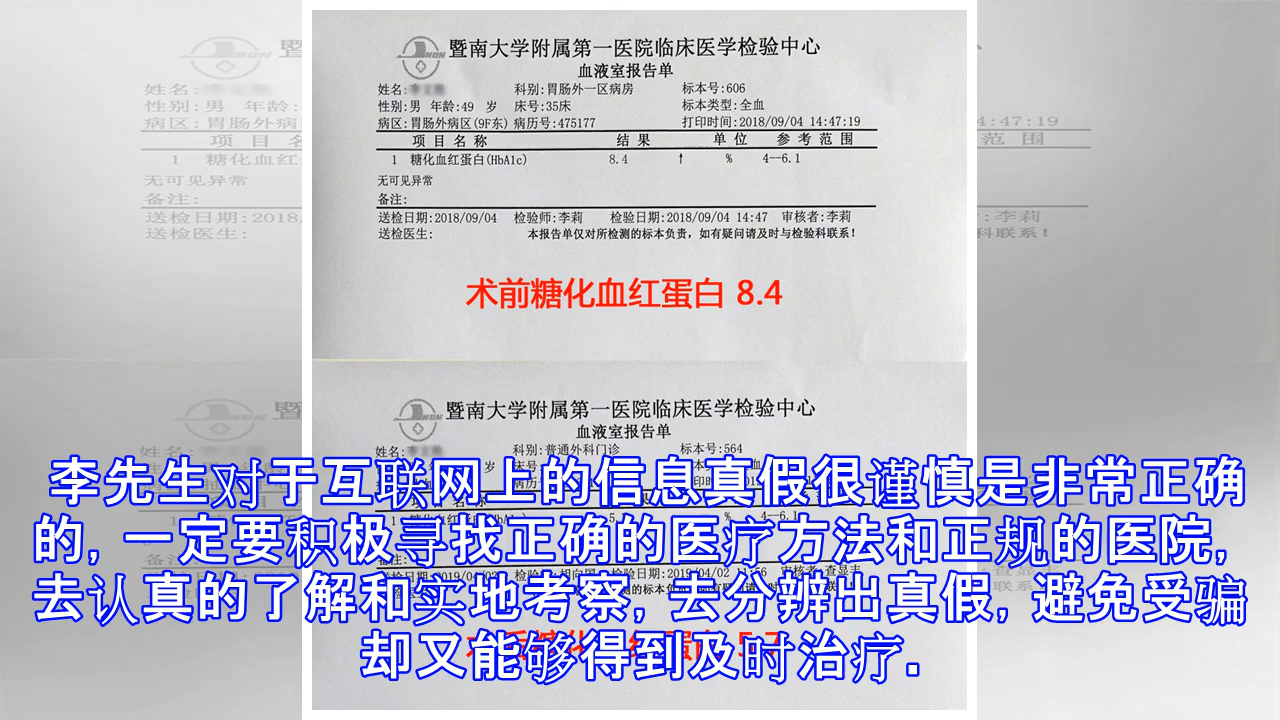 暨南大学附属第一医院临床医学检验中心
血液室报告单
姓名: 科别:胃肠外一区病房 标本号:606
性别:男 年龄:49 岁 床号:35床 标本类型:全血
病区:胃肠外病区(9F东) 病历号:475177 打印时间:2018/09/04 14:47:19
项目名称 结果 单位 参考范围
1 糖化血红蛋白(HbA1c) 8.4 ↑ % 4--6.1
无可见异常
备注:
送检日期:2018/09/04 检验师:李莉 检验日期:2018/09/04 14:47 审核者:李莉
送检医生: 本报告单仅对所检测的标本负责，如有疑问请及时与检验科联系！
术前糖化血红蛋白 8.4
暨南大学附属第一医院临床医学检验中心
血液室报告单
姓名: 科别:普通外科门诊 标本号:564
李先生对于互联网上的信息真假很谨慎是非常正确
的, 一定要积极寻找正确的医疗方法和正规的医院,
去认真的了解和实地考察, 去分辨出真假, 避免受骗
却又能够得到及时治疗.